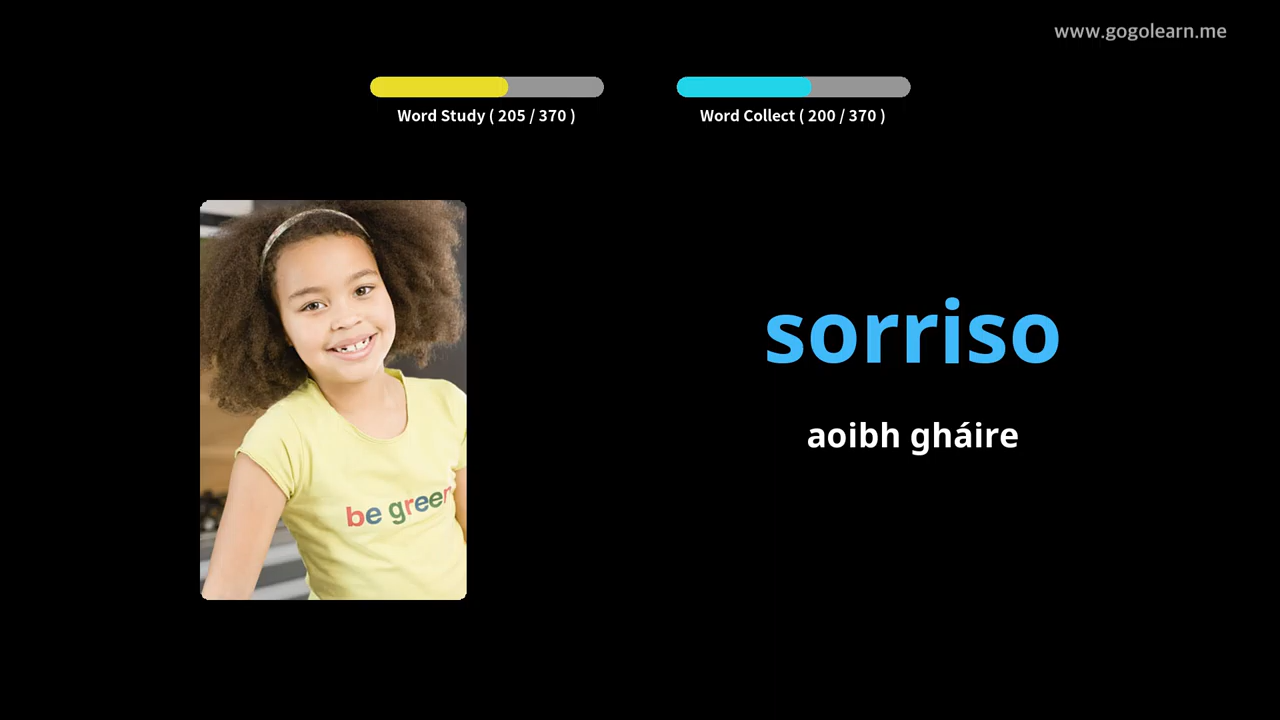 www.gogolearn.me
Word Study ( 205 / 370 )
Word Collect ( 200 / 370 )
sorriso
aoibh gháire
be green